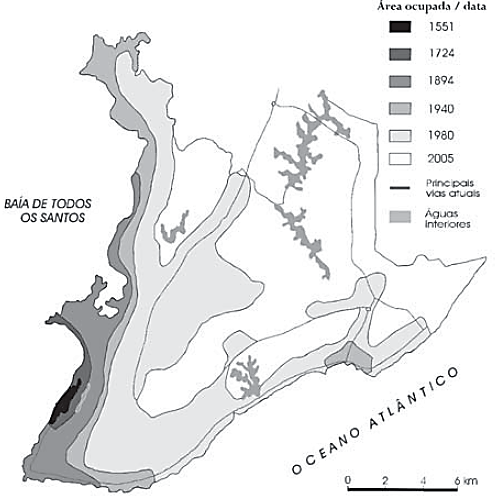 Área ocupada / data
1551
1724
1894
1940
1980
2005
Principais
vias atuais
Águas
Interiores
BAÍA DE TODOS
OS SANTOS
OCEANO ATLÂNTICO
0 2 4 6 km